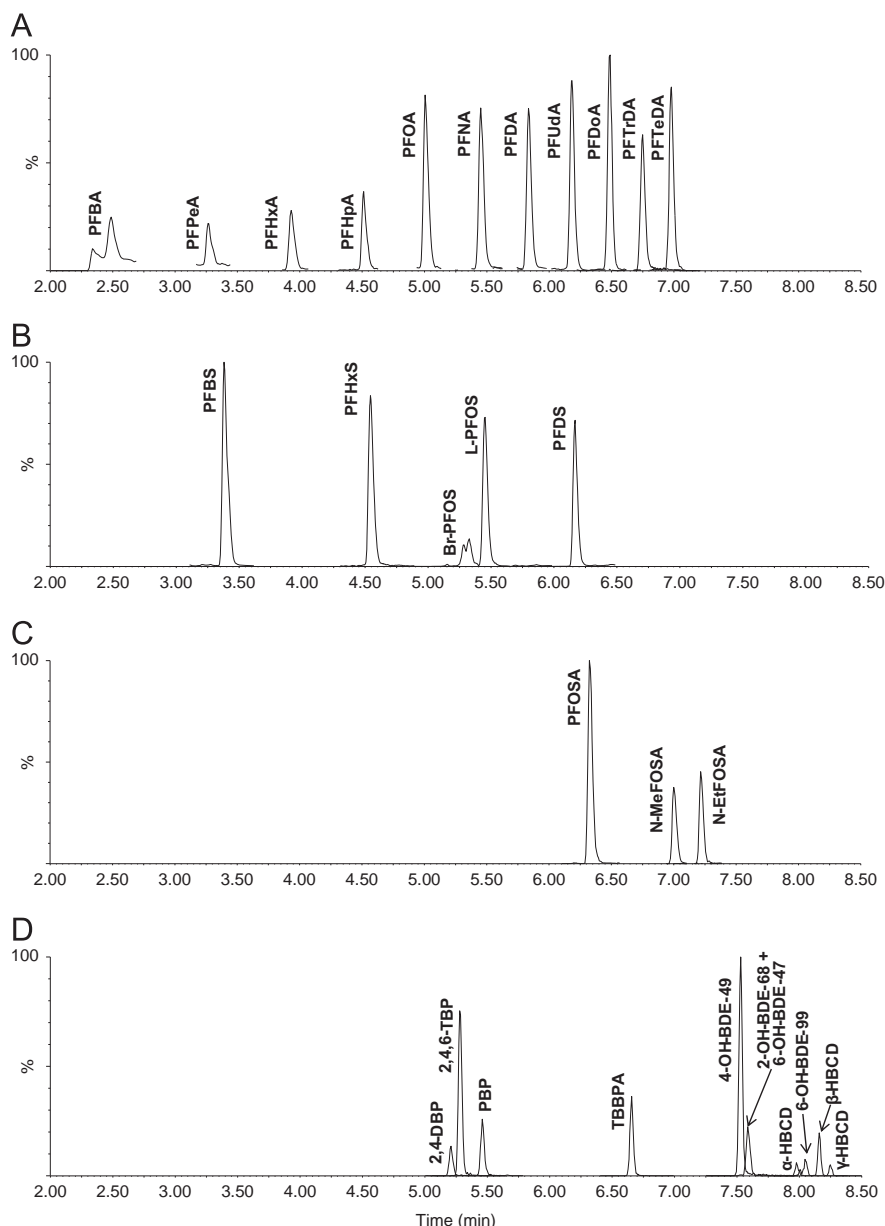 A
100
%
PFBA
PFPeA
PFHxA
PFHpA
PFOA
PFNA
PFDA
PFUdA
PFDoA
PFTrDA
PFTeDA
2.00 2.50 3.00 3.50 4.00 4.50 5.00 5.50 6.00 6.50 7.00 7.50 8.00 8.50
B
100
%
PFBS
PFHxS
Br-PFOS
L-PFOS
PFDS
2.00 2.50 3.00 3.50 4.00 4.50 5.00 5.50 6.00 6.50 7.00 7.50 8.00 8.50
C
100
%
PFOSA
N-MeFOSA
N-EtFOSA
2.00 2.50 3.00 3.50 4.00 4.50 5.00 5.50 6.00 6.50 7.00 7.50 8.00 8.50
D
100
%
2,4-DBP
2,4,6-TBP
PBP
TBBPA
4-OH-BDE-49
2-OH-BDE-68 +
6-OH-BDE-47
α-HBCD
6-OH-BDE-99
β-HBCD
γ-HBCD
2.00 2.50 3.00 3.50 4.00 4.50 5.00 5.50 6.00 6.50 7.00 7.50 8.00 8.50
Time (min)